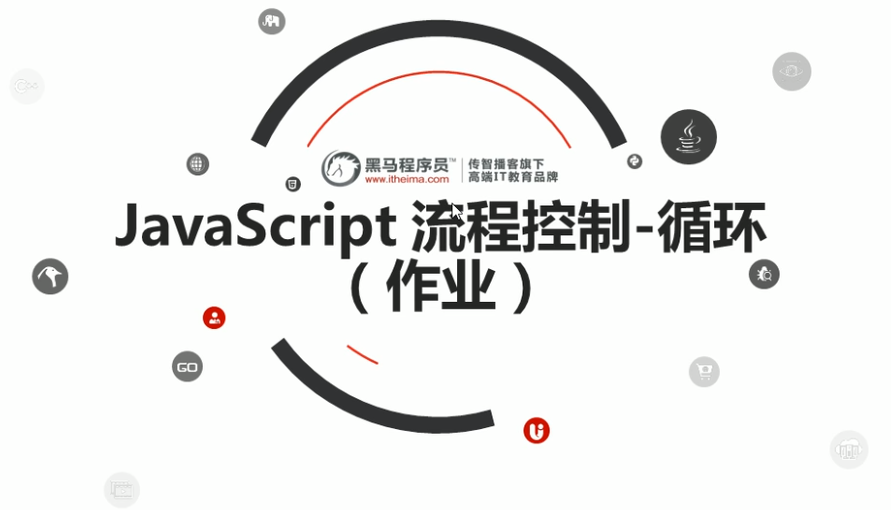 黑马程序员™
www.itheima.com
传智播客旗下
高端IT教育品牌
JavaScript 流程控制-循环
（作业）
GO